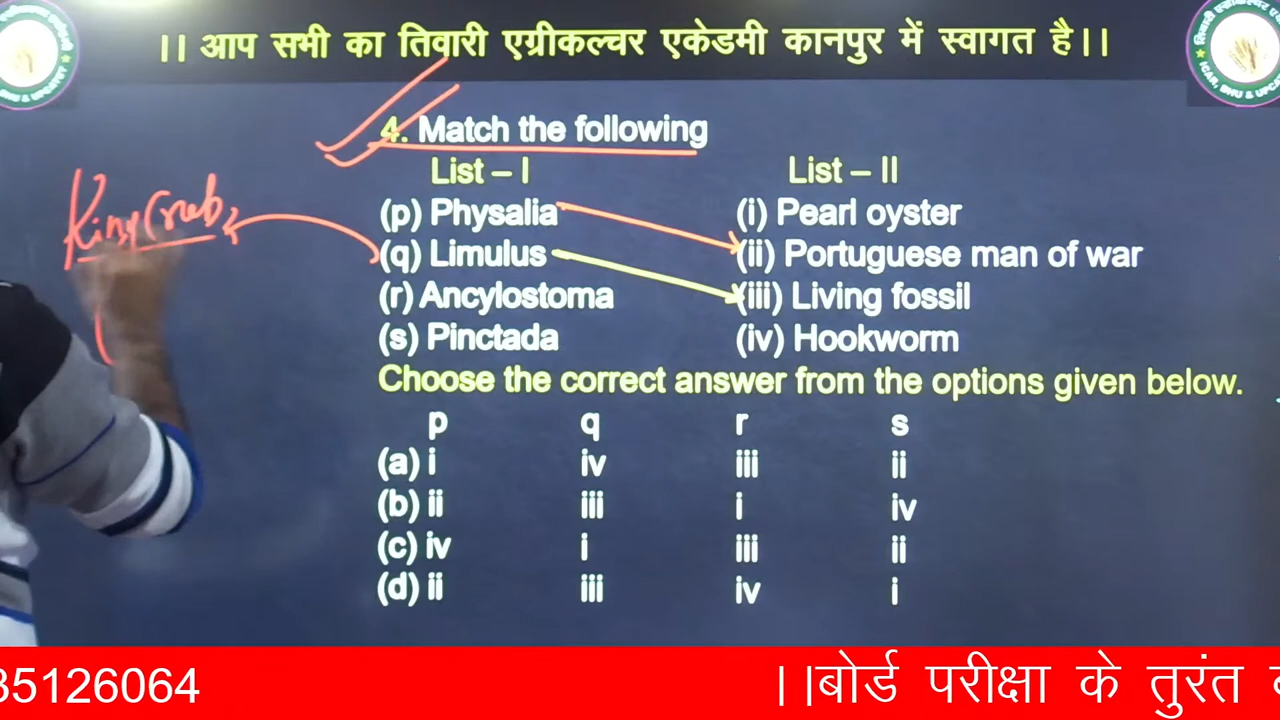 ।। आप सभी का तिवारी एग्रीकल्चर एकेडमी कानपुर में स्वागत है।।
4. Match the following
List – I List – II
(p) Physalia (i) Pearl oyster
(q) Limulus (ii) Portuguese man of war
(r) Ancylostoma (iii) Living fossil
(s) Pinctada (iv) Hookworm
King Crab
Choose the correct answer from the options given below.
p q r s
(a) i iv iii ii
(b) ii iii i iv
(c) iv i iii ii
(d) ii iii iv i
35126064 ।।बोर्ड परीक्षा के तुरंत